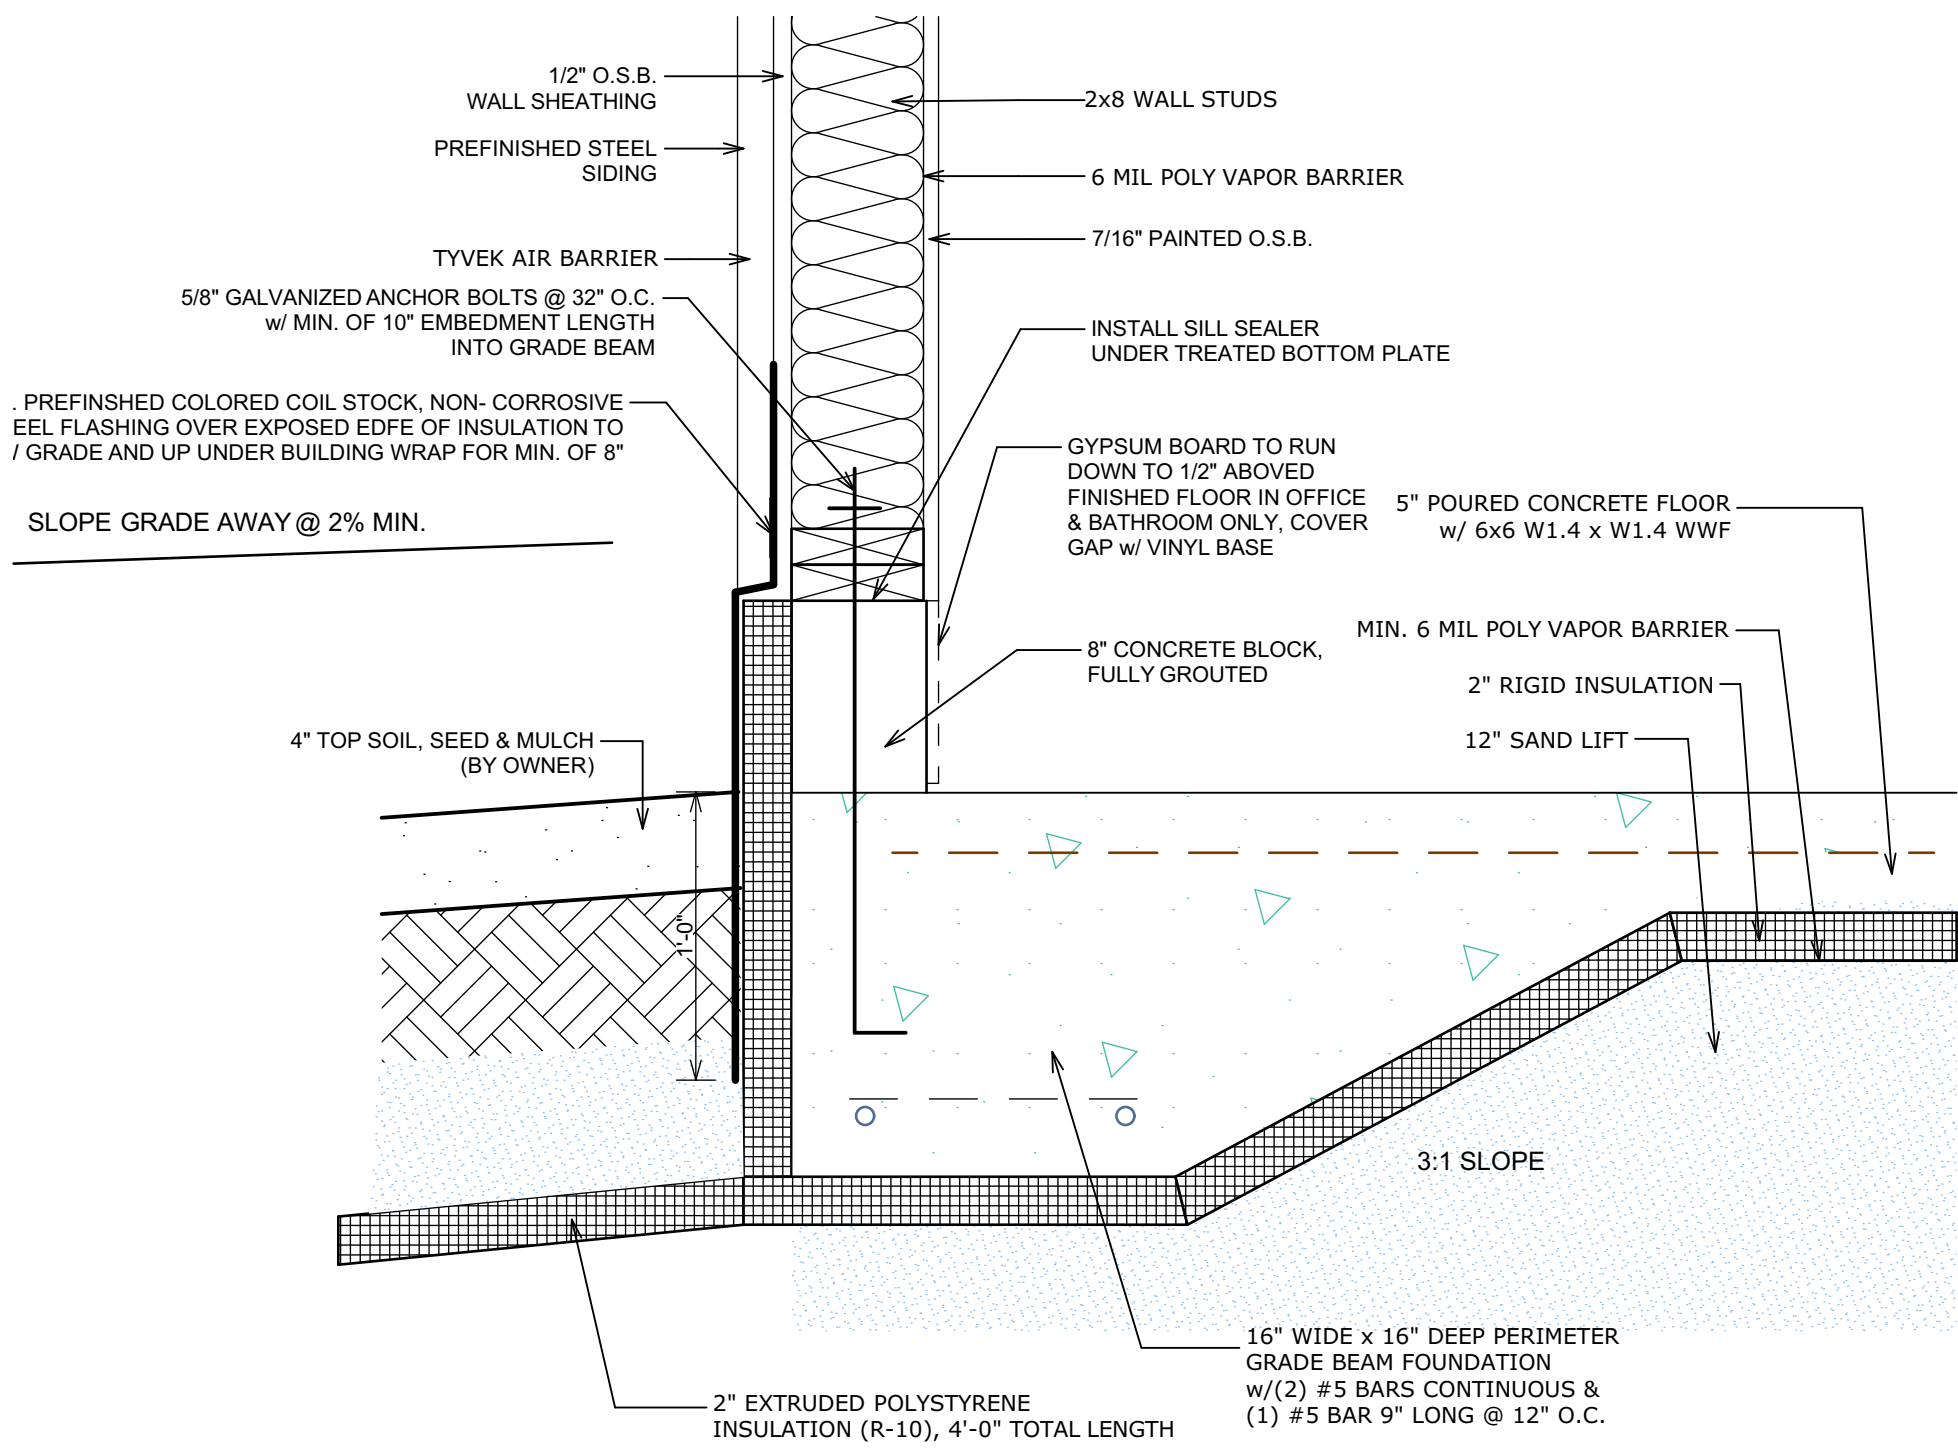 1/2" O.S.B.
WALL SHEATHING
PREFINISHED STEEL
SIDING
TYVEK AIR BARRIER
5/8" GALVANIZED ANCHOR BOLTS @ 32" O.C.
w/ MIN. OF 10" EMBEDMENT LENGTH
INTO GRADE BEAM
. PREFINSHED COLORED COIL STOCK, NON- CORROSIVE
EEL FLASHING OVER EXPOSED EDFE OF INSULATION TO
/ GRADE AND UP UNDER BUILDING WRAP FOR MIN. OF 8"
SLOPE GRADE AWAY @ 2% MIN.
4" TOP SOIL, SEED & MULCH
(BY OWNER)
1'-0"
2x8 WALL STUDS
6 MIL POLY VAPOR BARRIER
7/16" PAINTED O.S.B.
INSTALL SILL SEALER
UNDER TREATED BOTTOM PLATE
GYPSUM BOARD TO RUN
DOWN TO 1/2" ABOVED
FINISHED FLOOR IN OFFICE
& BATHROOM ONLY, COVER
GAP w/ VINYL BASE
8" CONCRETE BLOCK,
FULLY GROUTED
5" POURED CONCRETE FLOOR
w/ 6x6 W1.4 x W1.4 WWF
MIN. 6 MIL POLY VAPOR BARRIER
2" RIGID INSULATION
12" SAND LIFT
3:1 SLOPE
16" WIDE x 16" DEEP PERIMETER
GRADE BEAM FOUNDATION
w/(2) #5 BARS CONTINUOUS &
(1) #5 BAR 9" LONG @ 12" O.C.
2" EXTRUDED POLYSTYRENE
INSULATION (R-10), 4'-0" TOTAL LENGTH